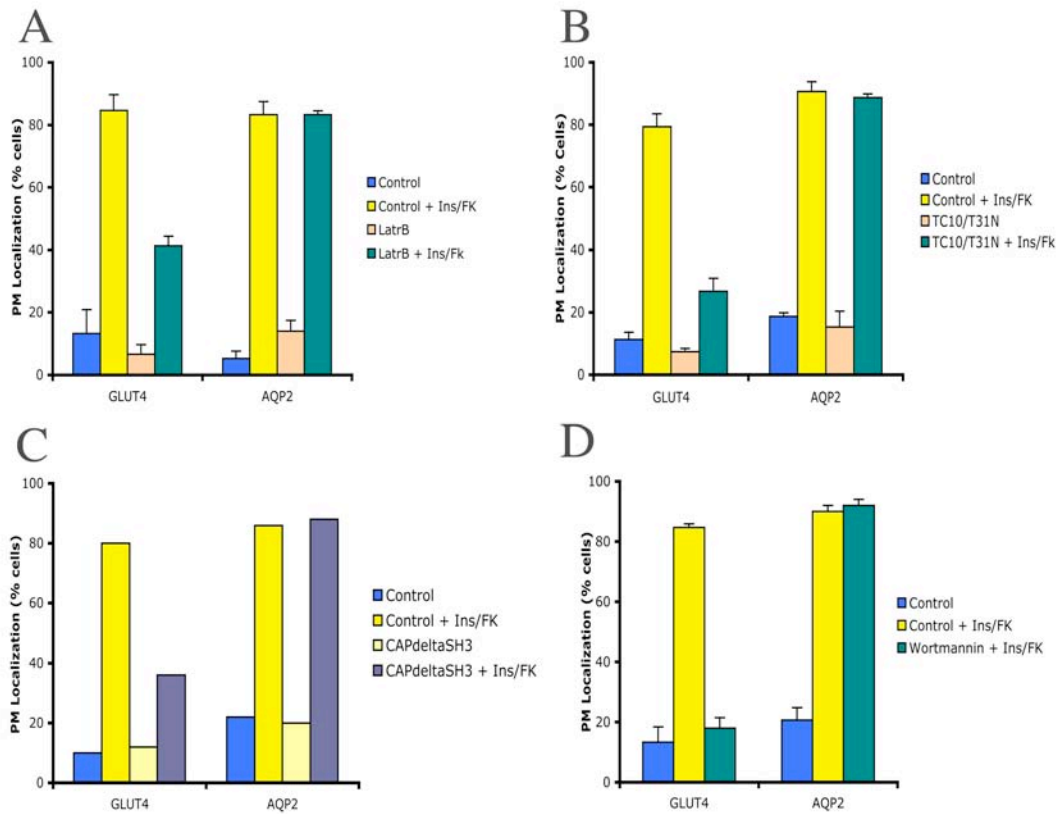 A
PM Localization (% cells)
100
80
60
40
20
0
GLUT4
AQP2
Control
Control + Ins/FK
LatrB
LatrB + Ins/Fk
B
PM Localization (% Cells)
100
80
60
40
20
0
GLUT4
AQP2
Control
Control + Ins/FK
TC10/T31N
TC10/T31N + Ins/Fk
C
PM Localization (% cells)
100
80
60
40
20
0
GLUT4
AQP2
Control
Control + Ins/FK
CAPdeltaSH3
CAPdeltaSH3 + Ins/FK
D
PM Localization (% cells)
100
80
60
40
20
0
GLUT4
AQP2
Control
Control + Ins/FK
Wortmannin + Ins/FK